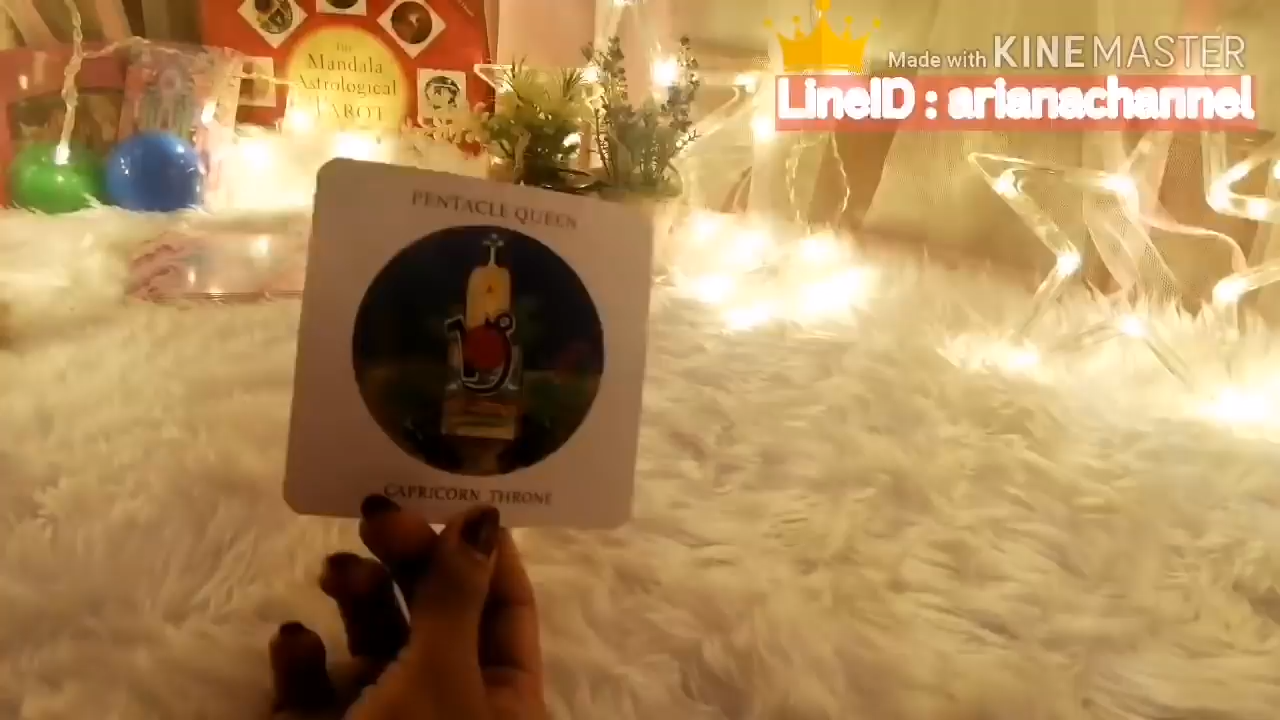 THE
Mandala
Astrological
TAROT
Made with KINEMASTER
LineID : arianachannel
PENTACLE QUEEN
CAPRICORN THRONE